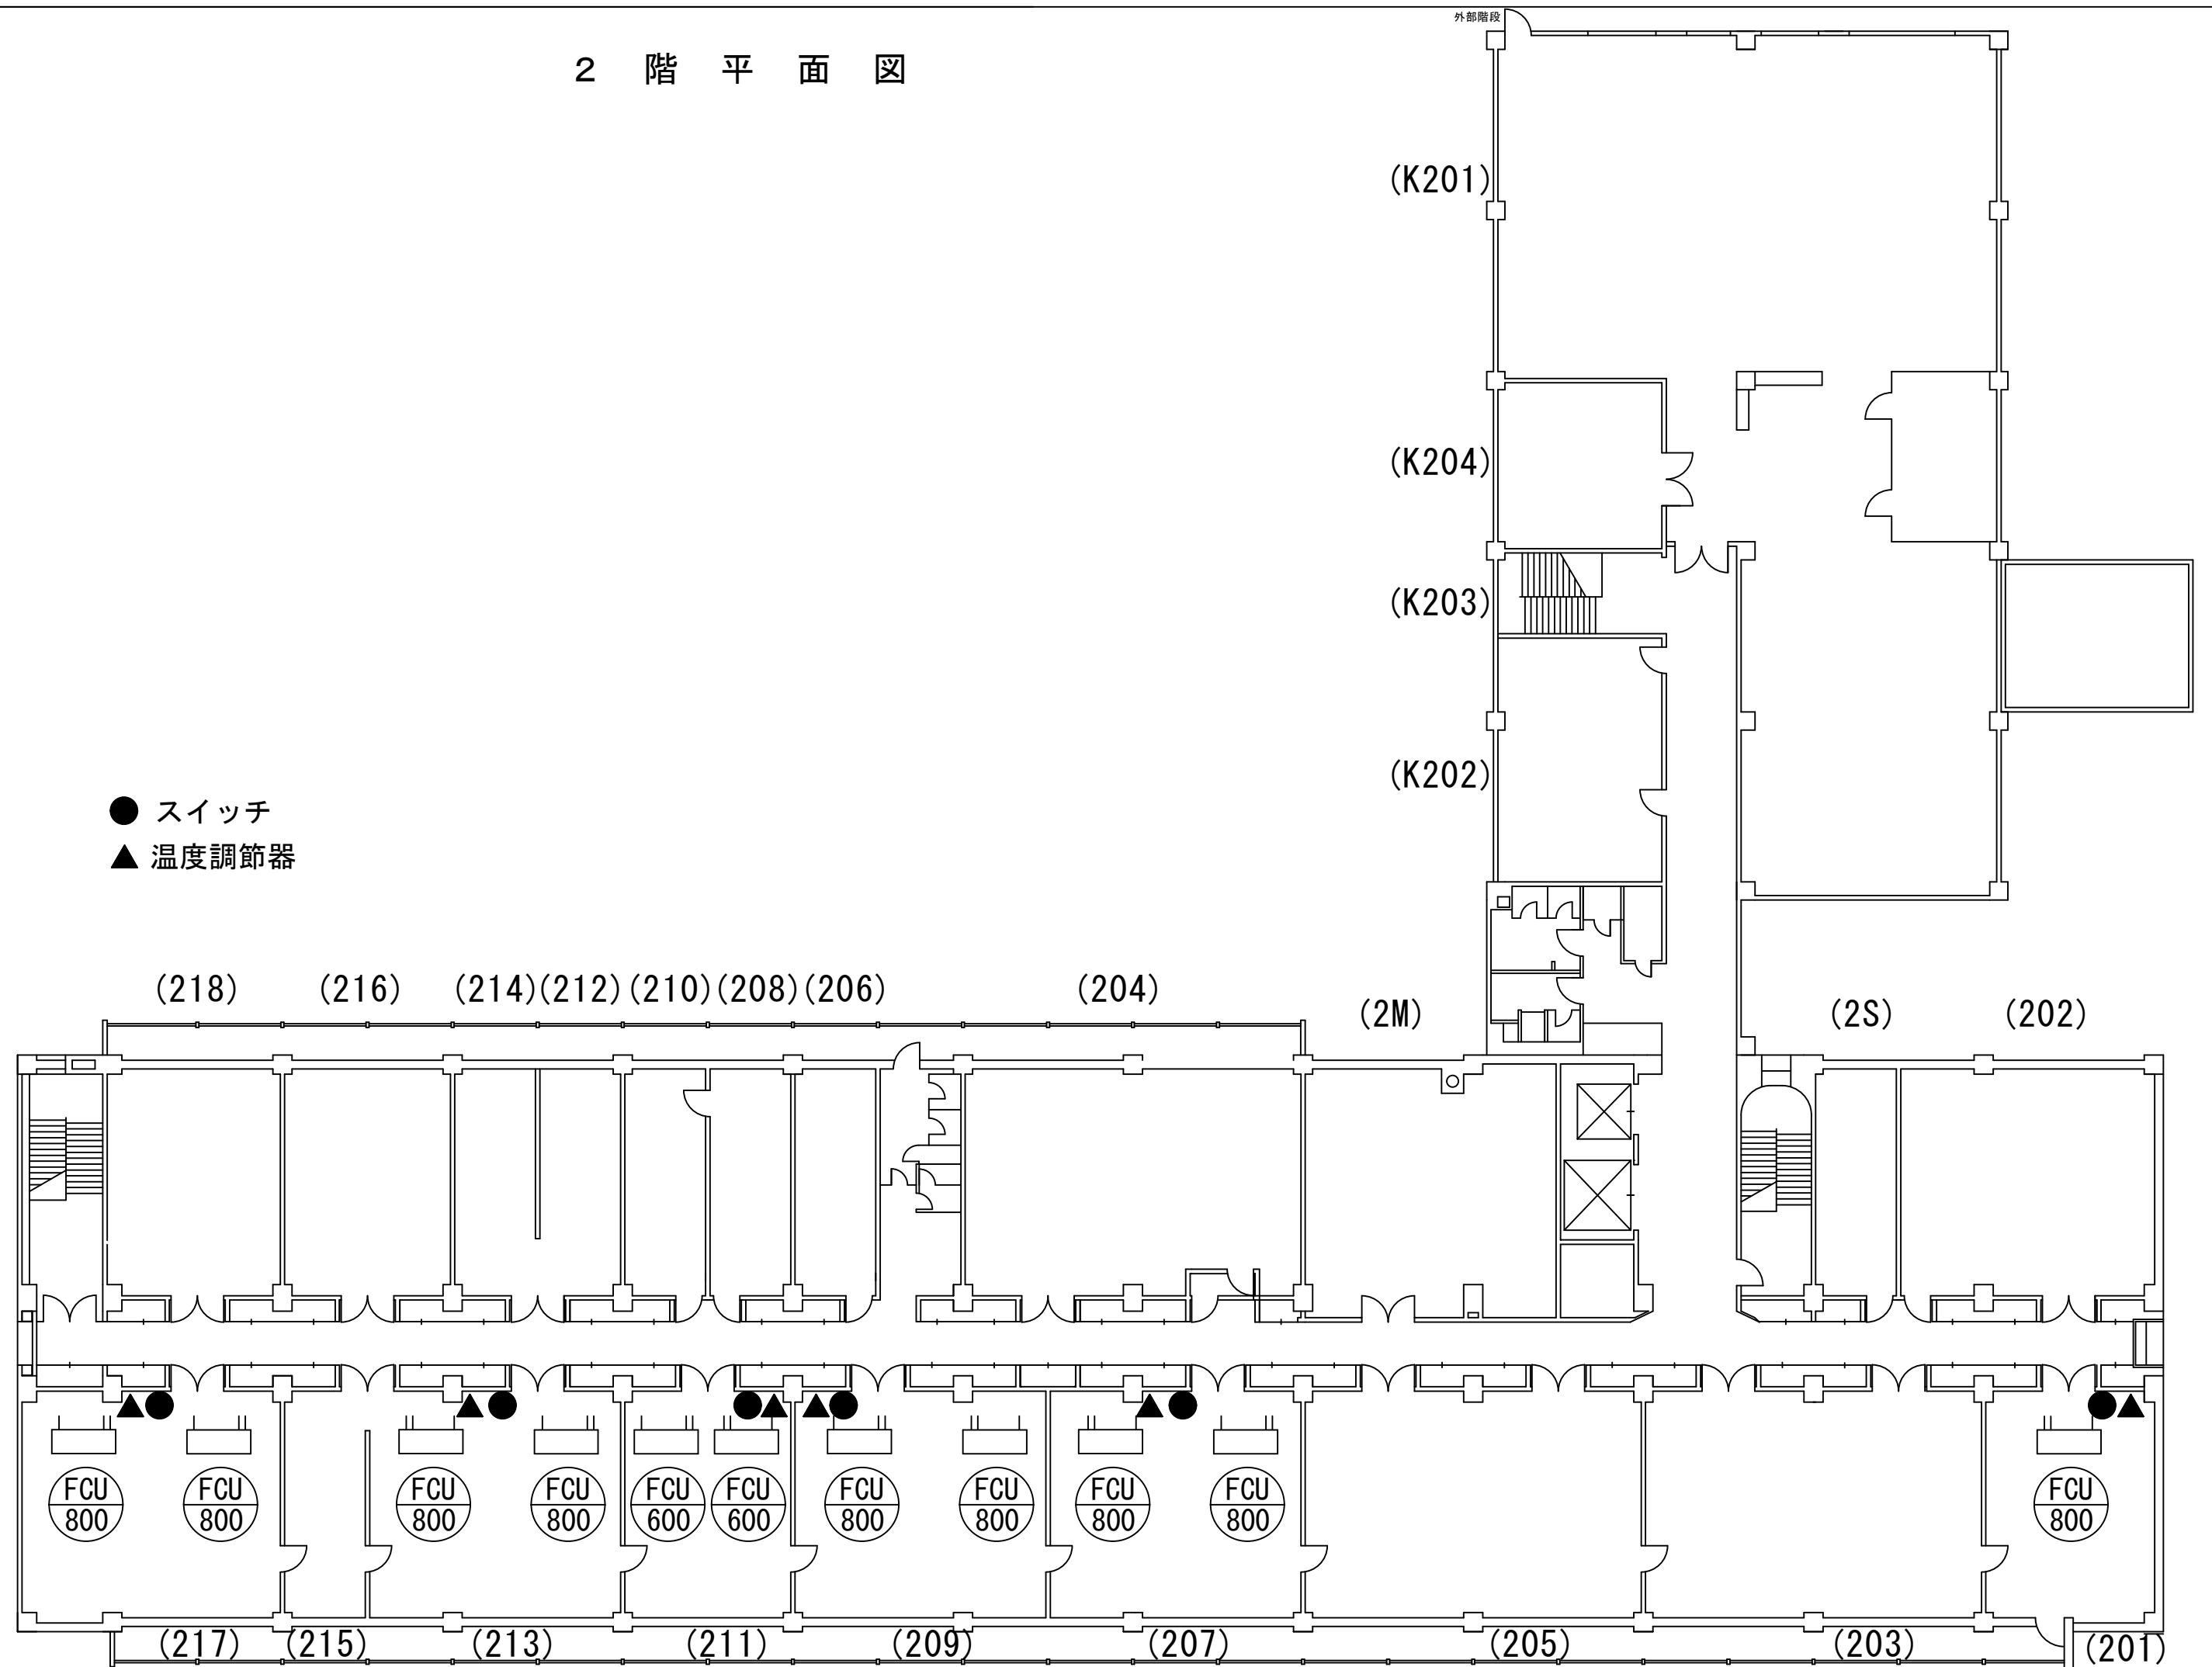 外部階段
２階平面図
(K201)
(K204)
(K203)
(K202)
● スイッチ
▲ 温度調節器
(218) (216) (214) (212) (210) (208) (206) (204) (2M) (2S) (202)
FCU FCU FCU FCU FCU FCU FCU FCU FCU FCU FCU
800 800 800 800 600 600 800 800 800 800 800
(217) (215) (213) (211) (209) (207) (205) (203) (201)